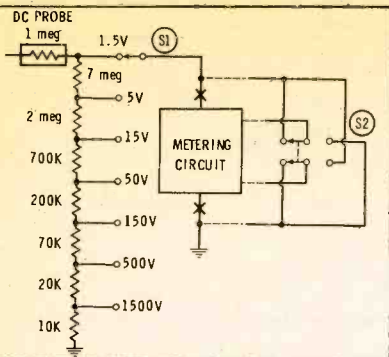 DC PROBE
1 meg
1.5V
S1
7 meg
5V
2 meg
15V
700K
50V
200K
150V
70K
500V
20K
1500V
10K
METERING
CIRCUIT
S2